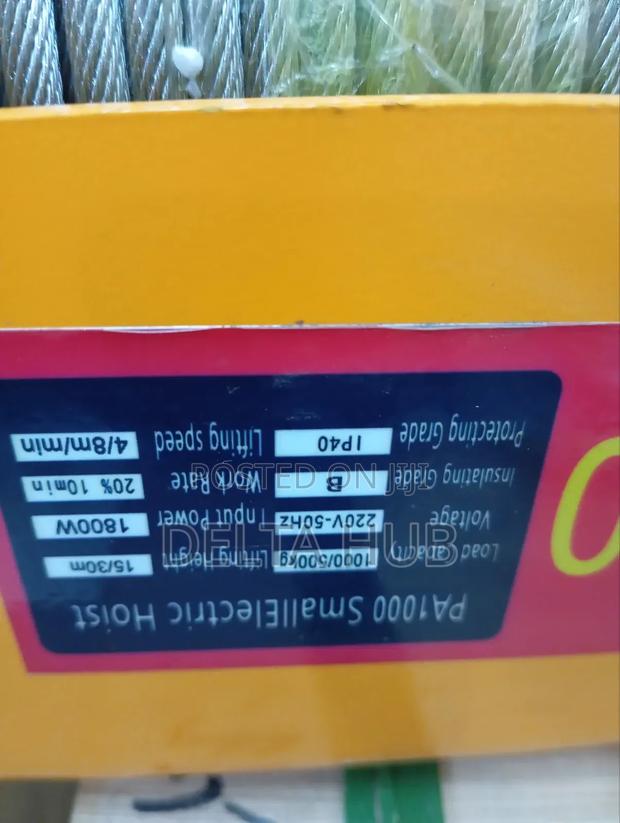 PA1000 SmallElectric Hoist
Load capacity 1000/500kg Lifting Height 15/30m
Voltage 220V-50Hz Input Power 1800W
Insulating Grade B Work Rate 20% 10min
Protecting Grade IP40 Lifting speed 4/8m/min
0
POSTED ON JIJI
DELTA HUB